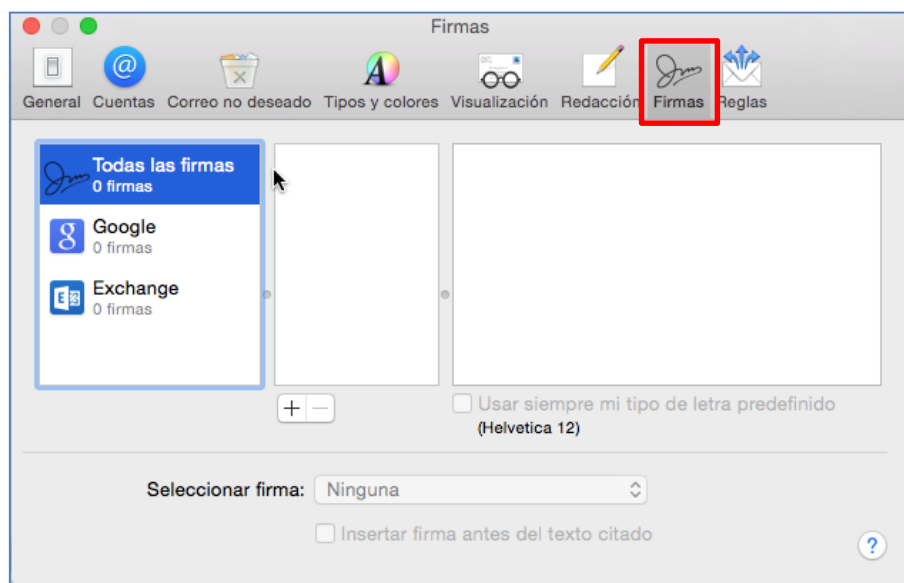 Firmas
General Cuentas Correo no deseado Tipos y colores Visualización Redacción Firmas Reglas
Todas las firmas
0 firmas
Google
0 firmas
Exchange
0 firmas
Usar siempre mi tipo de letra predefinido
(Helvetica 12)
Seleccionar firma: Ninguna
Insertar firma antes del texto citado